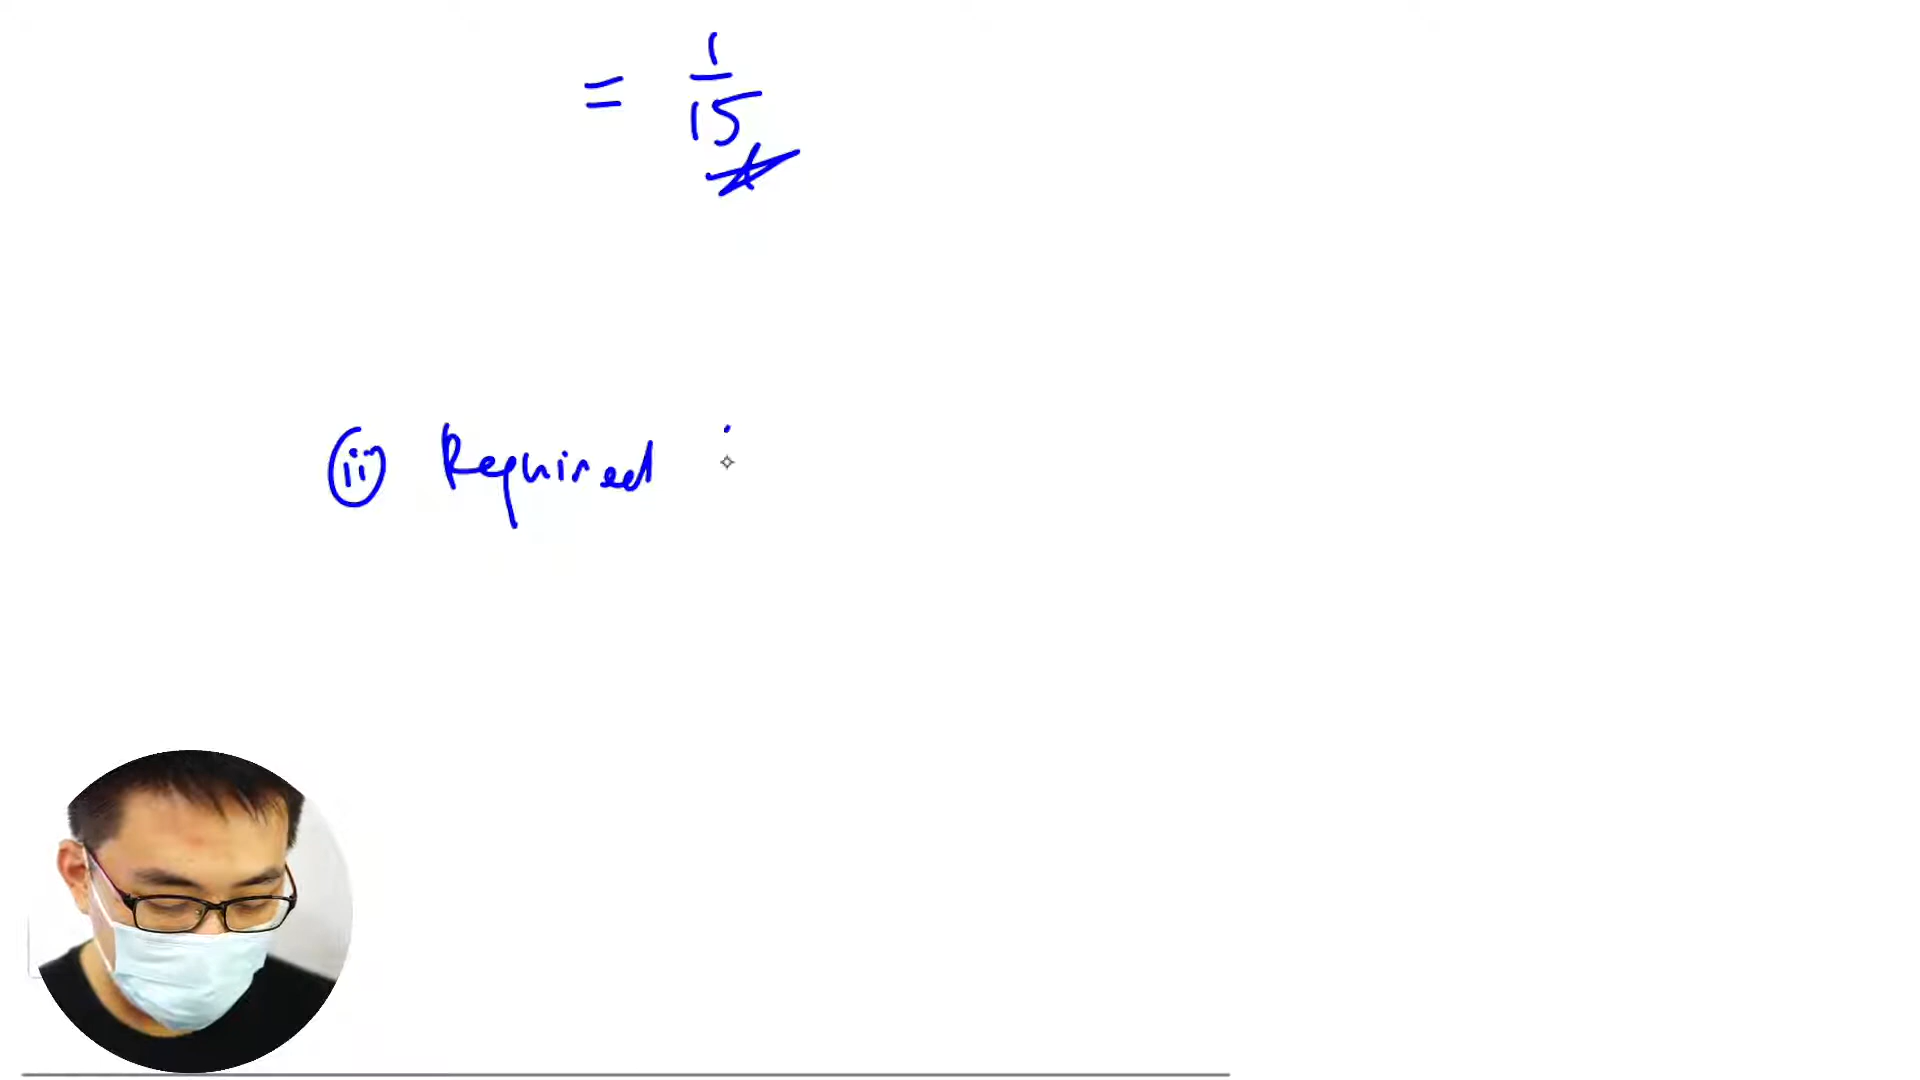 = 1/15
(ii) Required